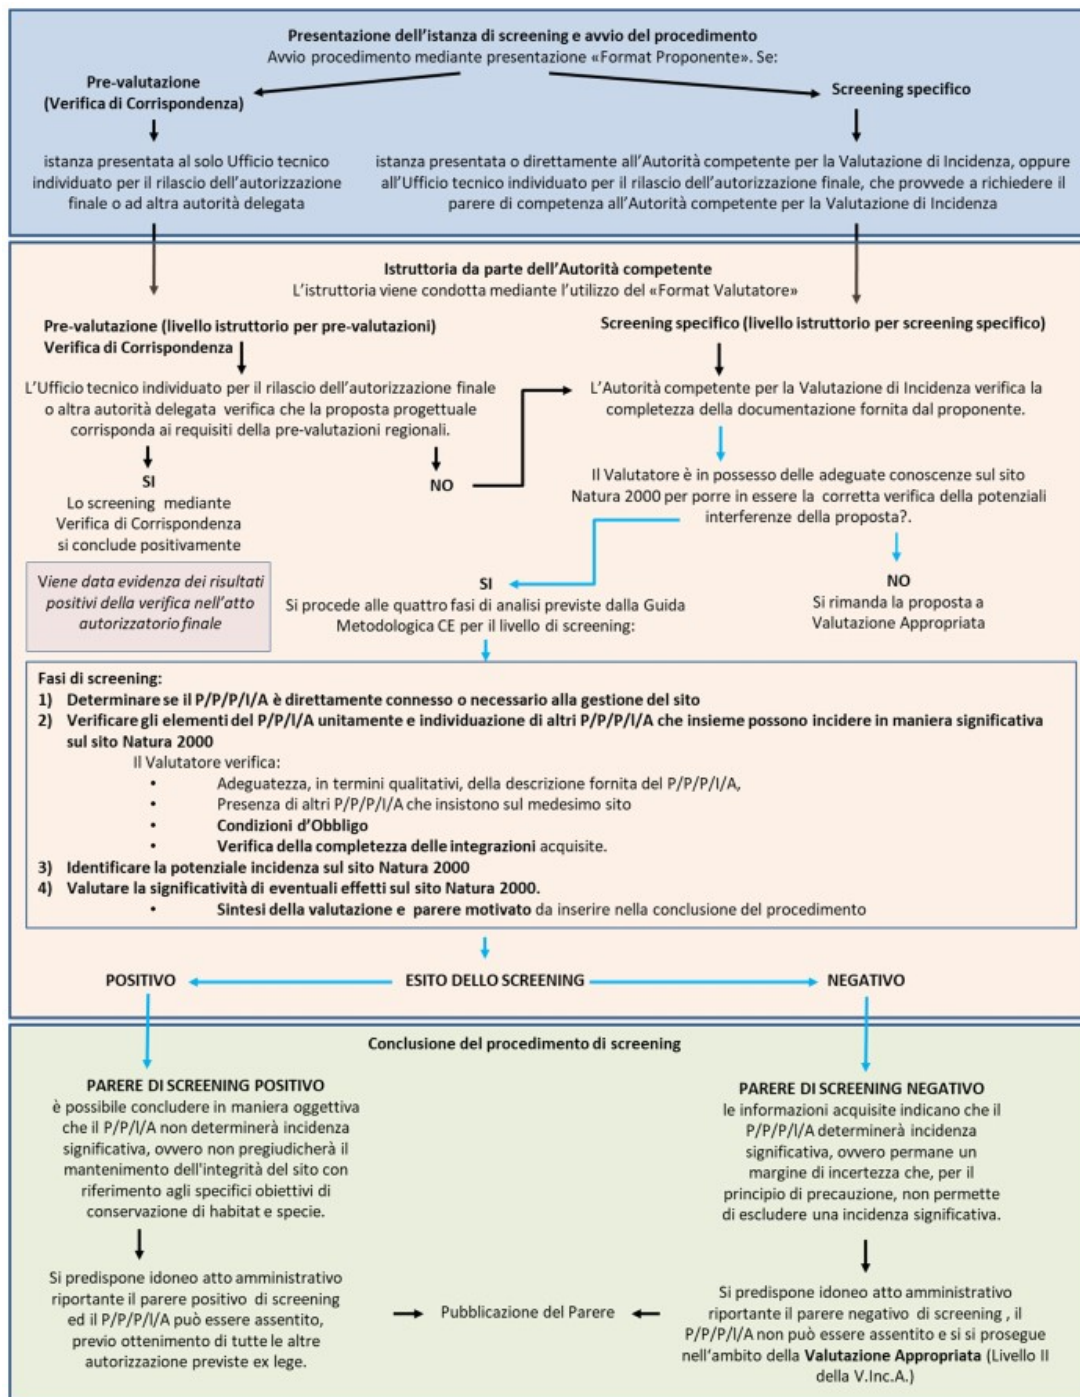 Presentazione dell'istanza di screening e avvio del procedimento
Avvio procedimento mediante presentazione «Format Proponente». Se:
Pre-valutazione
(Verifica di Corrispondenza)
istanza presentata al solo Ufficio tecnico
individuato per il rilascio dell'autorizzazione
finale o ad altra autorità delegata
Screening specifico
istanza presentata o direttamente all'Autorità competente per la Valutazione di Incidenza, oppure
all'Ufficio tecnico individuato per il rilascio dell'autorizzazione finale, che provvede a richiedere il
parere di competenza all'Autorità competente per la Valutazione di Incidenza
Istruttoria da parte dell'Autorità competente
L'istruttoria viene condotta mediante l'utilizzo del «Format Valutatore»
Pre-valutazione (livello istruttorio per pre-valutazioni)
Verifica di Corrispondenza
L'Ufficio tecnico individuato per il rilascio dell'autorizzazione finale
o altra autorità delegata verifica che la proposta progettuale
corrisponda ai requisiti della pre-valutazioni regionali.
SI
Lo screening mediante
Verifica di Corrispondenza
si conclude positivamente
NO
Viene data evidenza dei risultati
positivi della verifica nell'atto
autorizzatorio finale
Screening specifico (livello istruttorio per screening specifico)
L'Autorità competente per la Valutazione di Incidenza verifica la
completezza della documentazione fornita dal proponente.
Il Valutatore è in possesso delle adeguate conoscenze sul sito
Natura 2000 per porre in essere la corretta verifica della potenziali
interferenze della proposta?.
SI
Si procede alle quattro fasi di analisi previste dalla Guida
Metodologica CE per il livello di screening:
NO
Si rimanda la proposta a
Valutazione Appropriata
Fasi di screening:
1) Determinare se il P/P/P/I/A è direttamente connesso o necessario alla gestione del sito
2) Verificare gli elementi del P/P/I/A unitamente e individuazione di altri P/P/P/I/A che insieme possono incidere in maniera significativa
sul sito Natura 2000
Il Valutatore verifica:
• Adeguatezza, in termini qualitativi, della descrizione fornita del P/P/P/I/A,
• Presenza di altri P/P/P/I/A che insistono sul medesimo sito
• Condizioni d'Obbligo
• Verifica della completezza delle integrazioni acquisite.
3) Identificare la potenziale incidenza sul sito Natura 2000
4) Valutare la significatività di eventuali effetti sul sito Natura 2000.
• Sintesi della valutazione e parere motivato da inserire nella conclusione del procedimento
POSITIVO
ESITO DELLO SCREENING
NEGATIVO
Conclusione del procedimento di screening
PARERE DI SCREENING POSITIVO
è possibile concludere in maniera oggettiva
che il P/P/I/A non determinerà incidenza
significativa, ovvero non pregiudicherà il
mantenimento dell'integrità del sito con
riferimento agli specifici obiettivi di
conservazione di habitat e specie.
Si predispone idoneo atto amministrativo
riportante il parere positivo di screening
ed il P/P/P/I/A può essere assentito,
previo ottenimento di tutte le altre
autorizzazione previste ex lege.
Pubblicazione del Parere
PARERE DI SCREENING NEGATIVO
le informazioni acquisite indicano che il
P/P/P/I/A determinerà incidenza
significativa, ovvero permane un
margine di incertezza che, per il
principio di precauzione, non permette
di escludere una incidenza significativa.
Si predispone idoneo atto amministrativo
riportante il parere negativo di screening , il
P/P/P/I/A non può essere assentito e si si prosegue
nell'ambito della Valutazione Appropriata (Livello II
della V.Inc.A.)